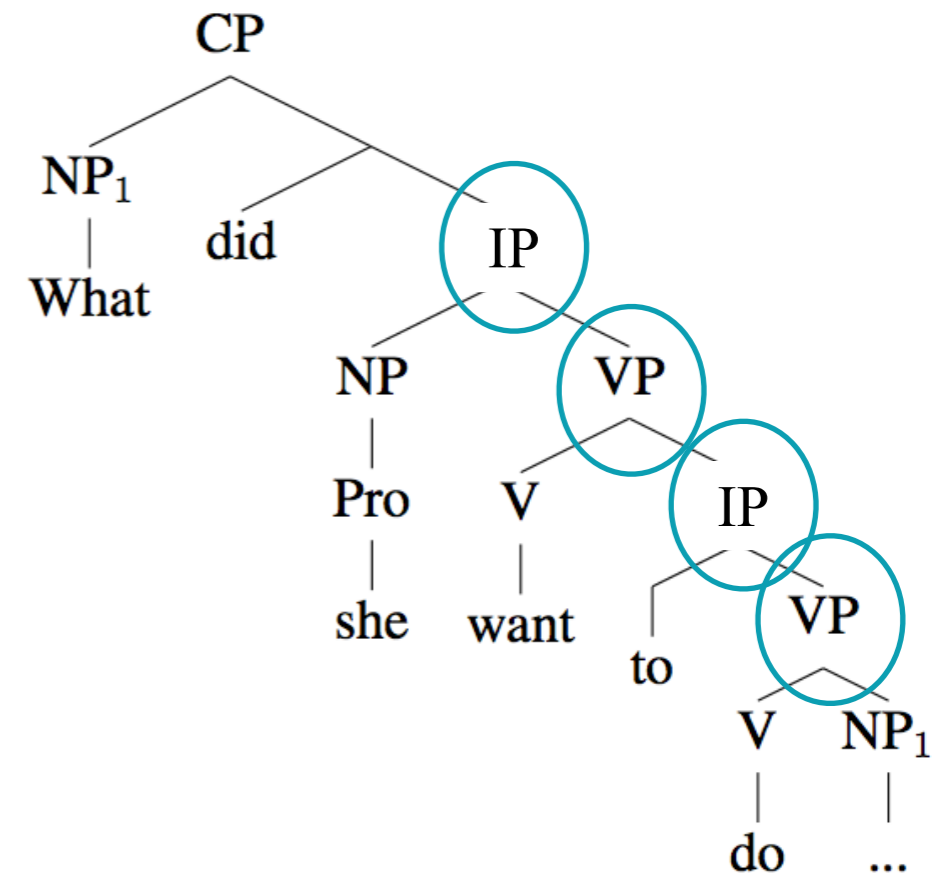 CP
NP₁
did
IP
What
NP
VP
Pro
V
IP
she
want
to
VP
V
NP₁
do
...